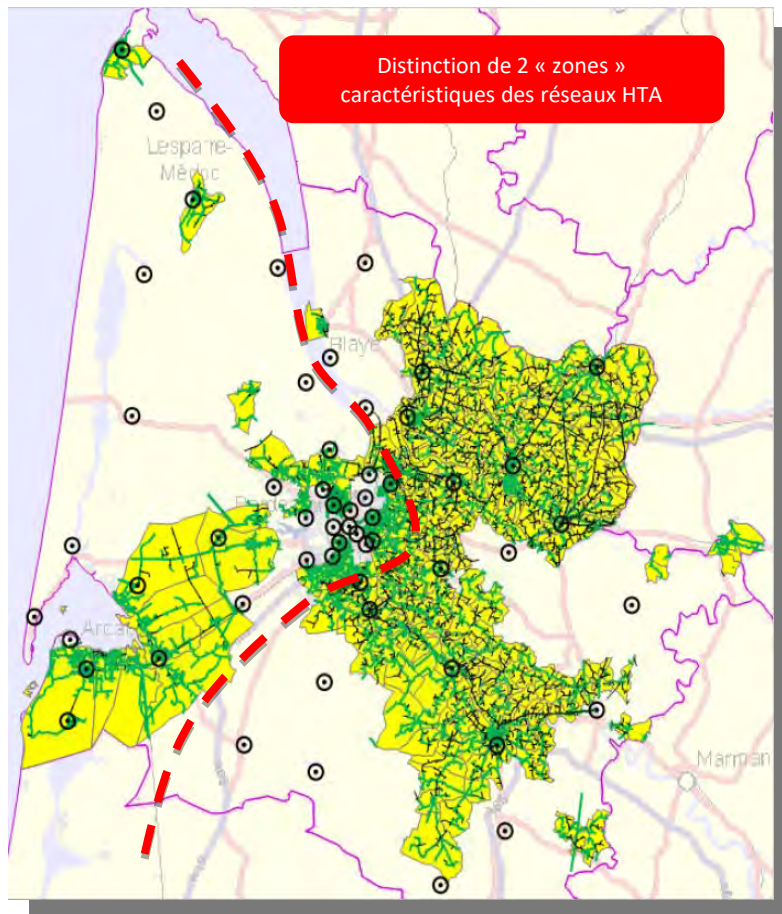 Distinction de 2 « zones »
caractéristiques des réseaux HTA
Lesparre-
Médoc
Blaye
Arcac
Marman